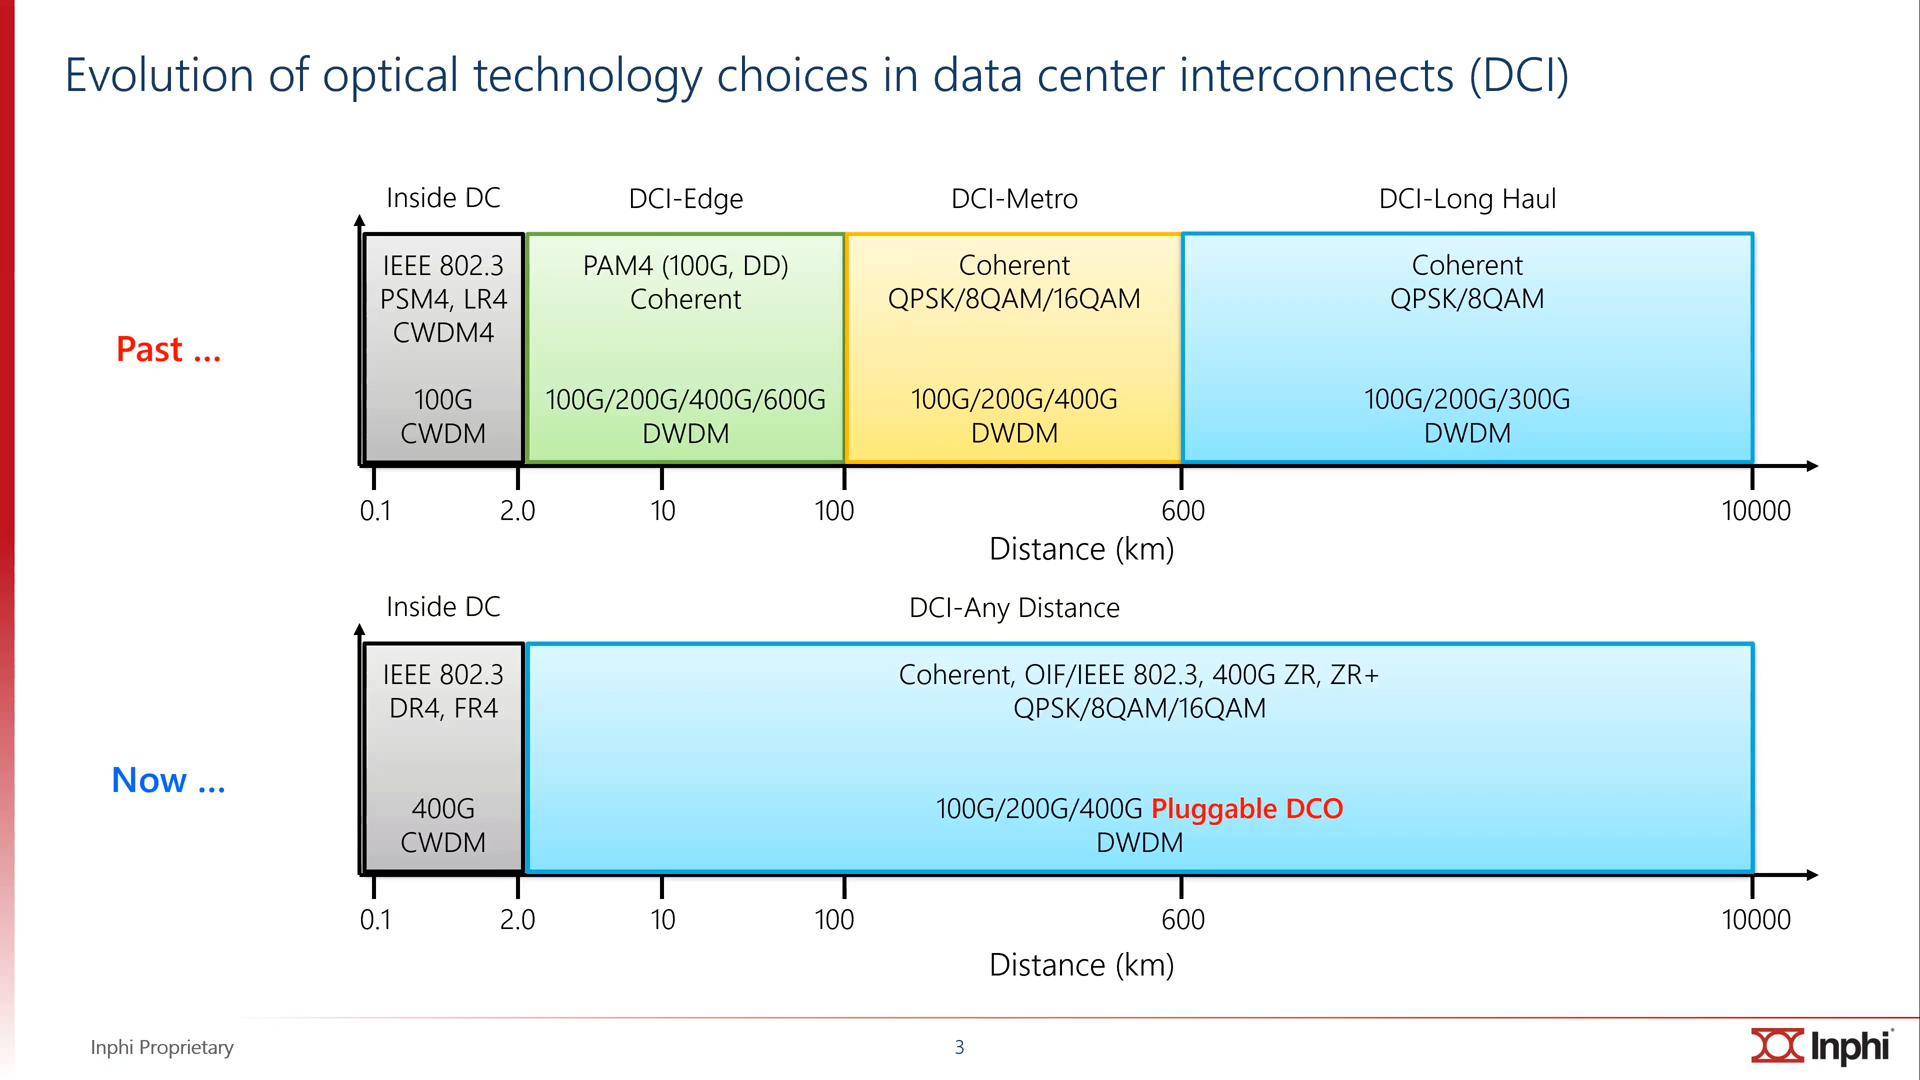 Evolution of optical technology choices in data center interconnects (DCI)
Inside DC
DCI-Edge
DCI-Metro
DCI-Long Haul
Past ...
IEEE 802.3
PSM4, LR4
CWDM4
100G
CWDM
PAM4 (100G, DD)
Coherent
100G/200G/400G/600G
DWDM
Coherent
QPSK/8QAM/16QAM
100G/200G/400G
DWDM
Coherent
QPSK/8QAM
100G/200G/300G
DWDM
0.1
2.0
10
100
600
10000
Distance (km)
Inside DC
DCI-Any Distance
Now ...
IEEE 802.3
DR4, FR4
400G
CWDM
Coherent, OIF/IEEE 802.3, 400G ZR, ZR+
QPSK/8QAM/16QAM
100G/200G/400G Pluggable DCO
DWDM
0.1
2.0
10
100
600
10000
Distance (km)
Inphi Proprietary
3
Inphi